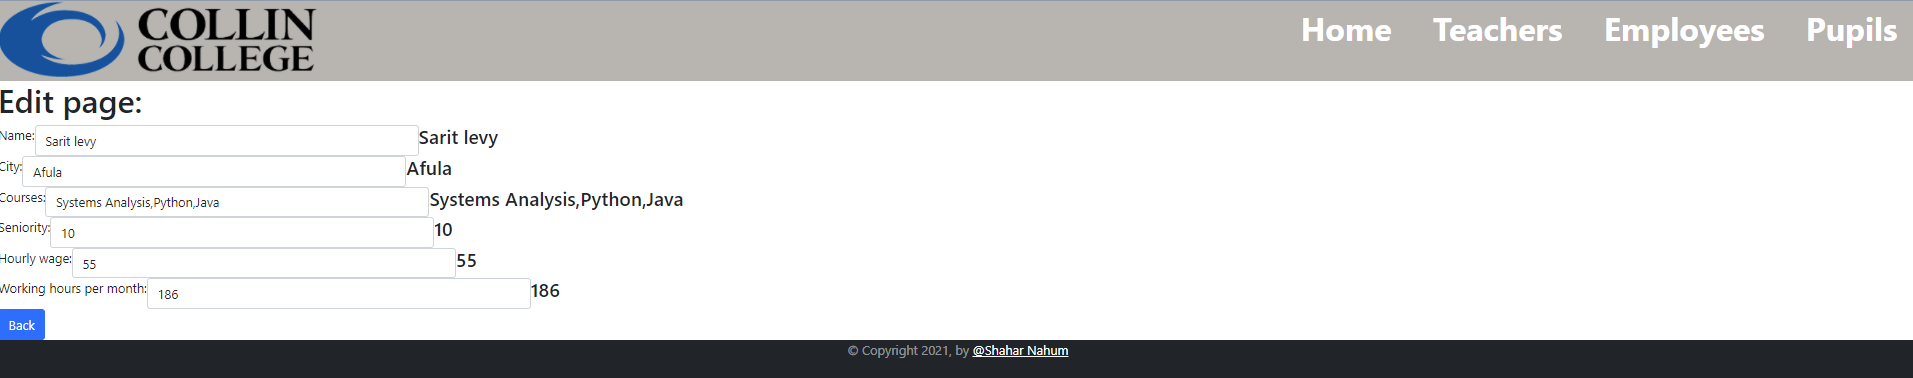 COLLIN
COLLEGE
Home Teachers Employees Pupils
Edit page:
Name: Sarit levy Sarit levy
City: Afula Afula
Courses: Systems Analysis,Python,Java Systems Analysis,Python,Java
Seniority: 10 10
Hourly wage: 55 55
Working hours per month: 186 186
Back
© Copyright 2021, by @Shahar Nahum